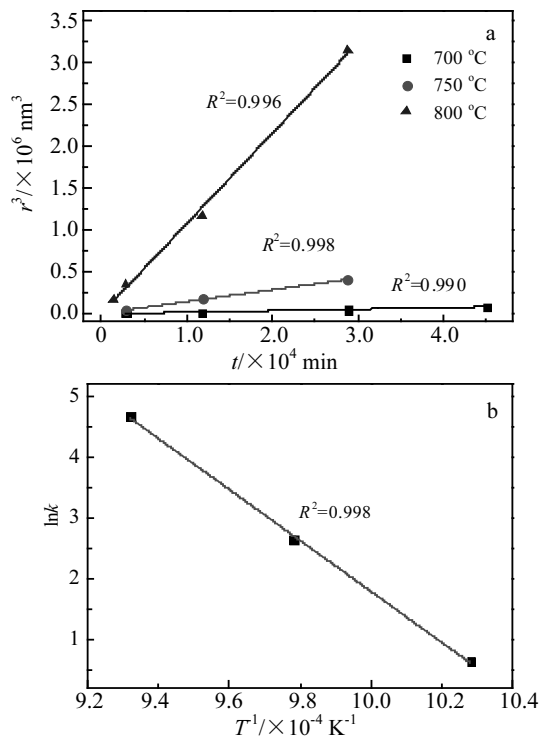 a
3.5
3.0
2.5
2.0
1.5
1.0
0.5
0.0
r³/×10⁶ nm³
700 °C
750 °C
800 °C
R²=0.996
R²=0.998
R²=0.990
0 1.0 2.0 3.0 4.0
t/×10⁴ min
b
5
4
3
2
1
lnk
R²=0.998
9.2 9.4 9.6 9.8 10.0 10.2 10.4
T⁻¹/×10⁻⁴ K⁻¹